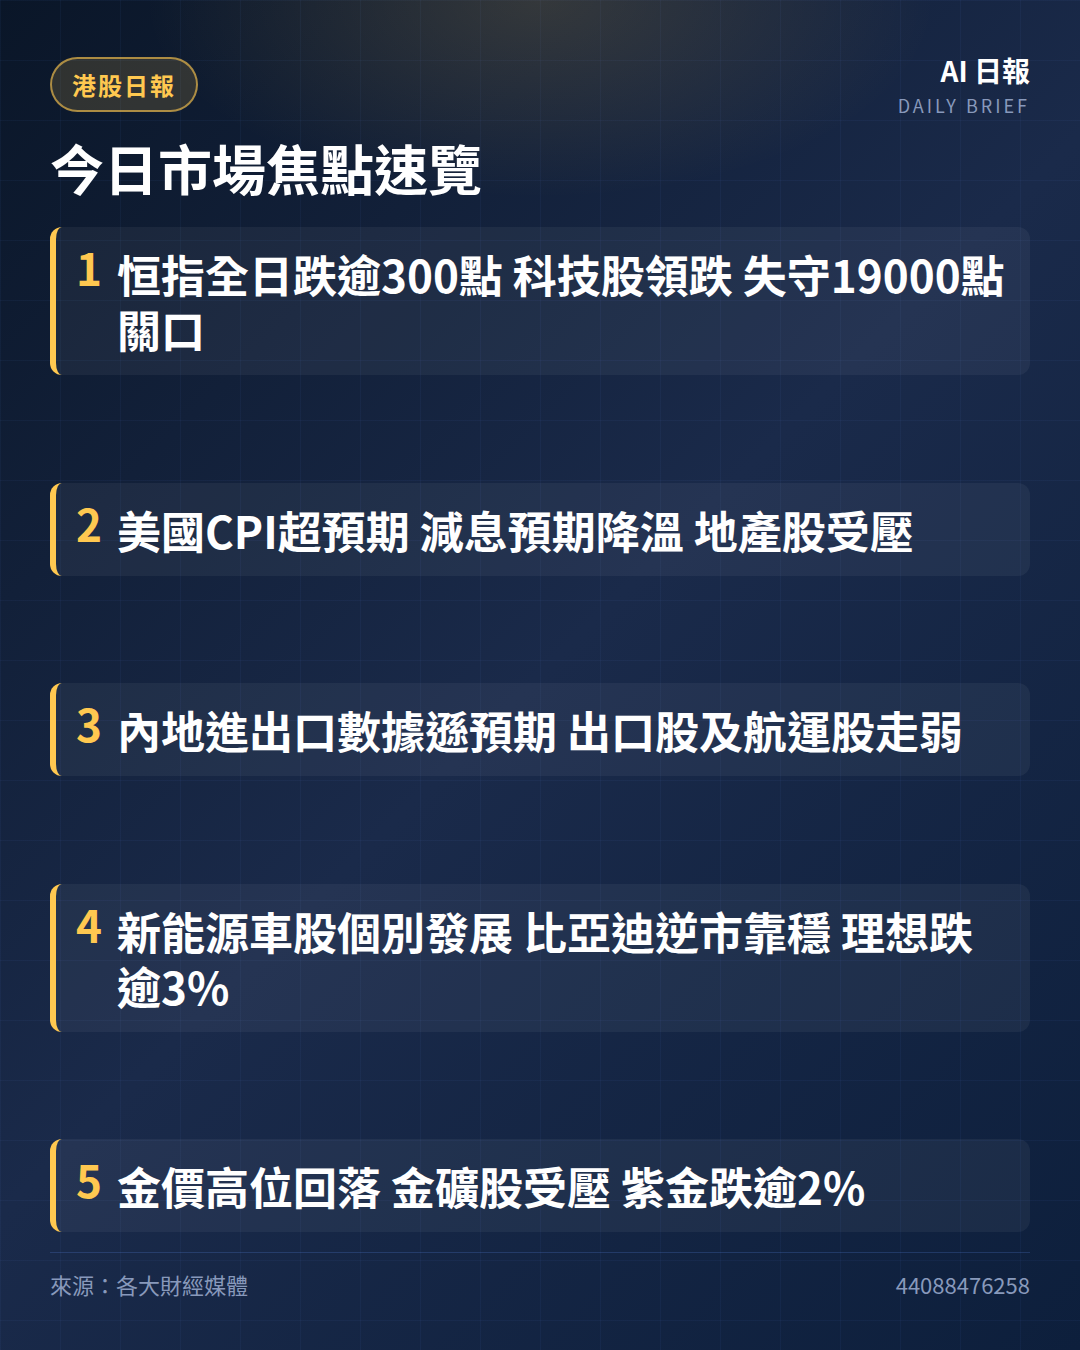 港股日報
AI 日報
DAILY BRIEF
今日市場焦點速覽
1 恒指全日跌逾300點 科技股領跌 失守19000點
關口
2 美國CPI超預期 減息預期降溫 地產股受壓
3 內地進出口數據遜預期 出口股及航運股走弱
4 新能源車股個別發展 比亞迪逆市靠穩 理想跌
逾3%
5 金價高位回落 金礦股受壓 紫金跌逾2%
來源：各大財經媒體
44088476258